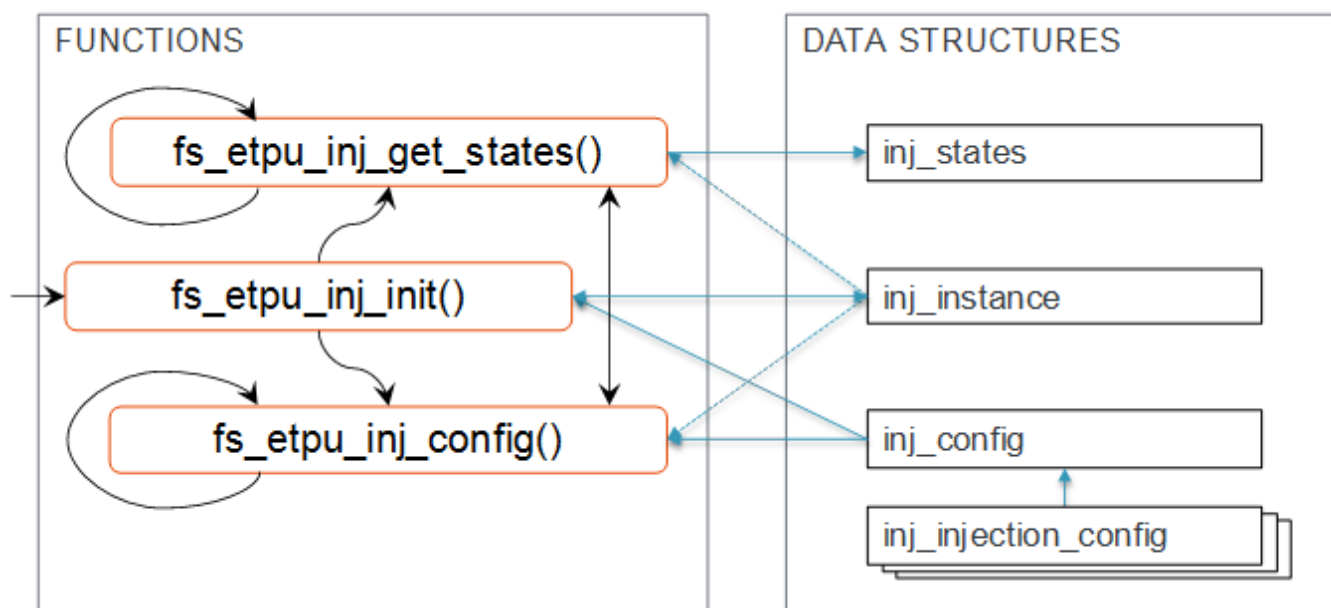 FUNCTIONS
fs_etpu_inj_get_states()
fs_etpu_inj_init()
fs_etpu_inj_config()
DATA STRUCTURES
inj_states
inj_instance
inj_config
inj_injection_config